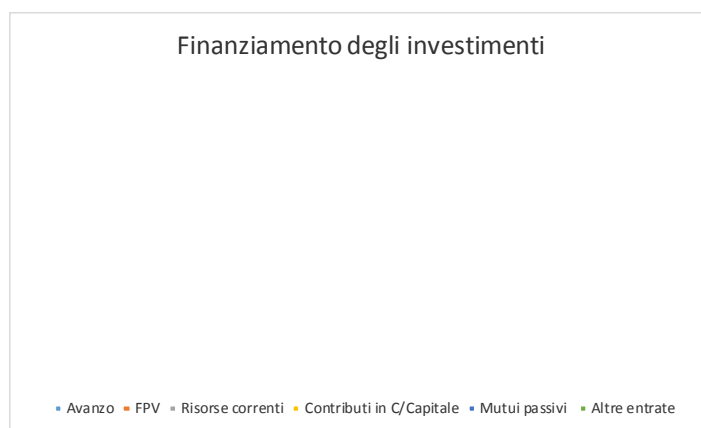 Finanziamento degli investimenti
Avanzo FPV Risorse correnti Contributi in C/Capitale Mutui passivi Altre entrate